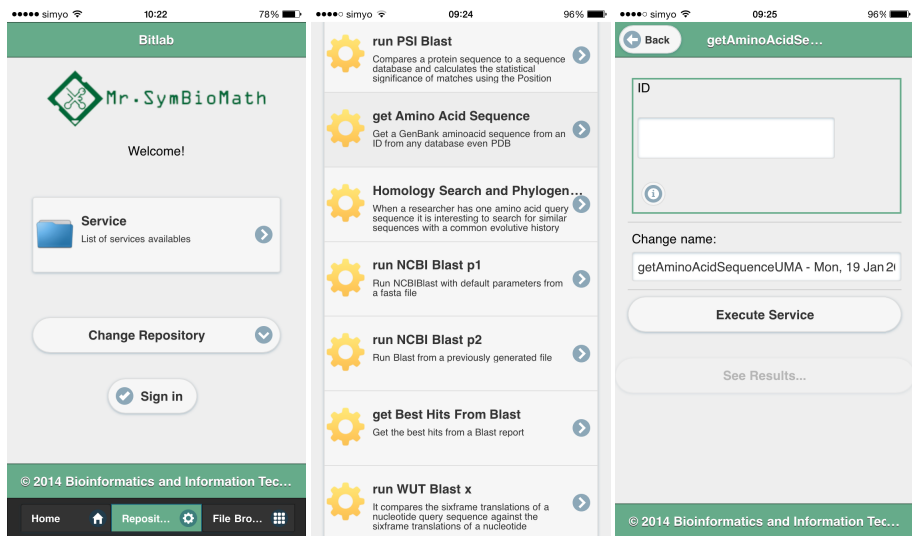 simyo
10:22
78%
Bitlab
Mr.SymBioMath
Welcome!
Service
List of services availables
Change Repository
Sign in
© 2014 Bioinformatics and Information Tec...
Home
Reposit...
File Bro...
simyo
09:24
96%
run PSI Blast
Compares a protein sequence to a sequence
database and calculates the statistical
significance of matches using the Position
get Amino Acid Sequence
Get a GenBank aminoacid sequence from an
ID from any database even PDB
Homology Search and Phylogen...
When a researcher has one amino acid query
sequence it is interesting to search for similar
sequences with a common evolutive history
run NCBI Blast p1
Run NCBIBlast with default parameters from
a fasta file
run NCBI Blast p2
Run Blast from a previously generated file
get Best Hits From Blast
Get the best hits from a Blast report
run WUT Blast x
It compares the sixframe translations of a
nucleotide query sequence against the
sixframe translations of a nucleotide
simyo
09:25
96%
Back
getAminoAcidSe...
ID
Change name:
getAminoAcidSequenceUMA - Mon, 19 Jan 2
Execute Service
See Results...
© 2014 Bioinformatics and Information Tec...